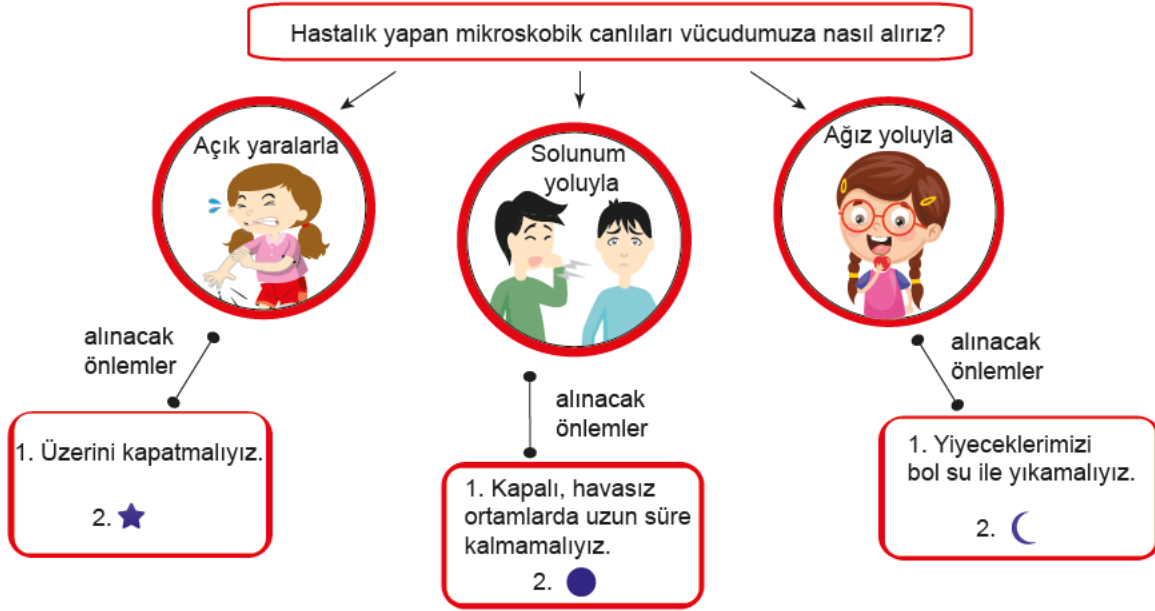 Hastalık yapan mikroskobik canlıları vücudumuza nasıl alırız?
Açık yaralarla
Solunum
yoluyla
Ağız yoluyla
alınacak
önlemler
1. Üzerini kapatmalıyız.
2.
alınacak
önlemler
1. Kapalı, havasız
ortamlarda uzun süre
kalmamalıyız.
2.
alınacak
önlemler
1. Yiyeceklerimizi
bol su ile yıkamalıyız.
2.